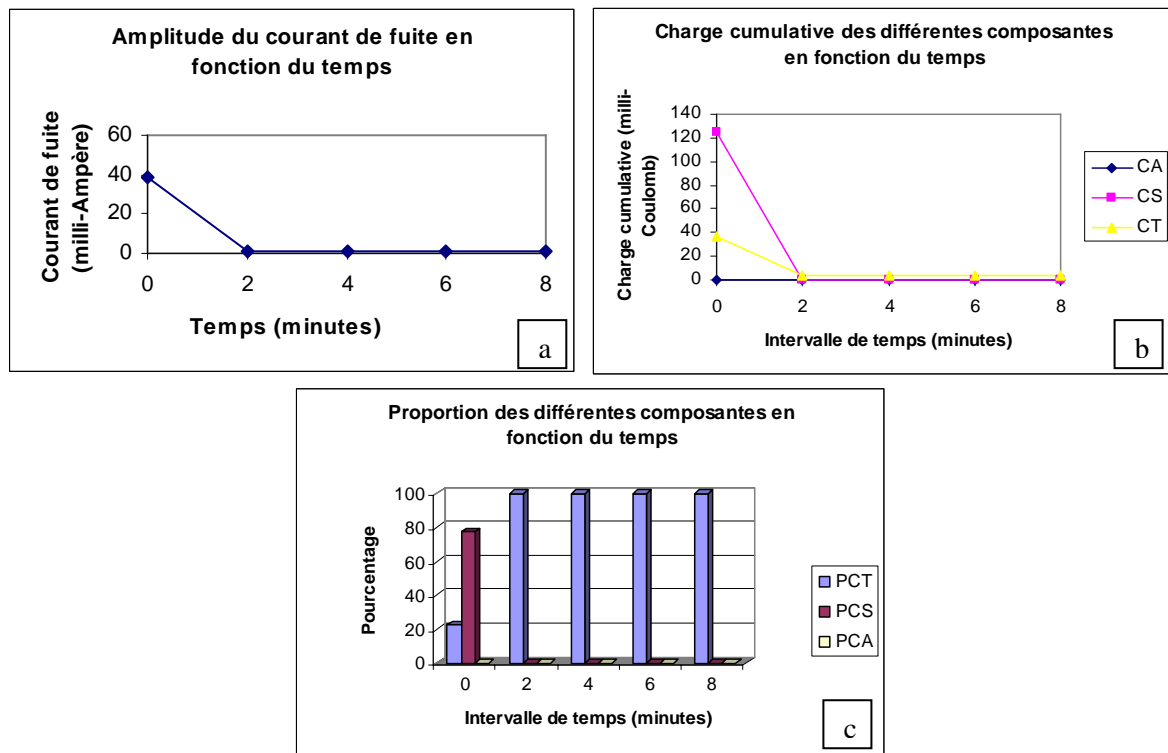 Amplitude du courant de fuite en
fonction du temps
Courant de fuite
(milli-Ampère)
60
40
20
0
0 2 4 6 8
Temps (minutes)
a
Charge cumulative des différentes composantes
en fonction du temps
Charge cumulative (milli-
Coulomb)
140
120
100
80
60
40
20
0
0 2 4 6 8
Intervalle de temps (minutes)
CA
CS
CT
b
Proportion des différentes composantes en
fonction du temps
Pourcentage
100
80
60
40
20
0
0 2 4 6 8
Intervalle de temps (minutes)
PCT
PCS
PCA
c